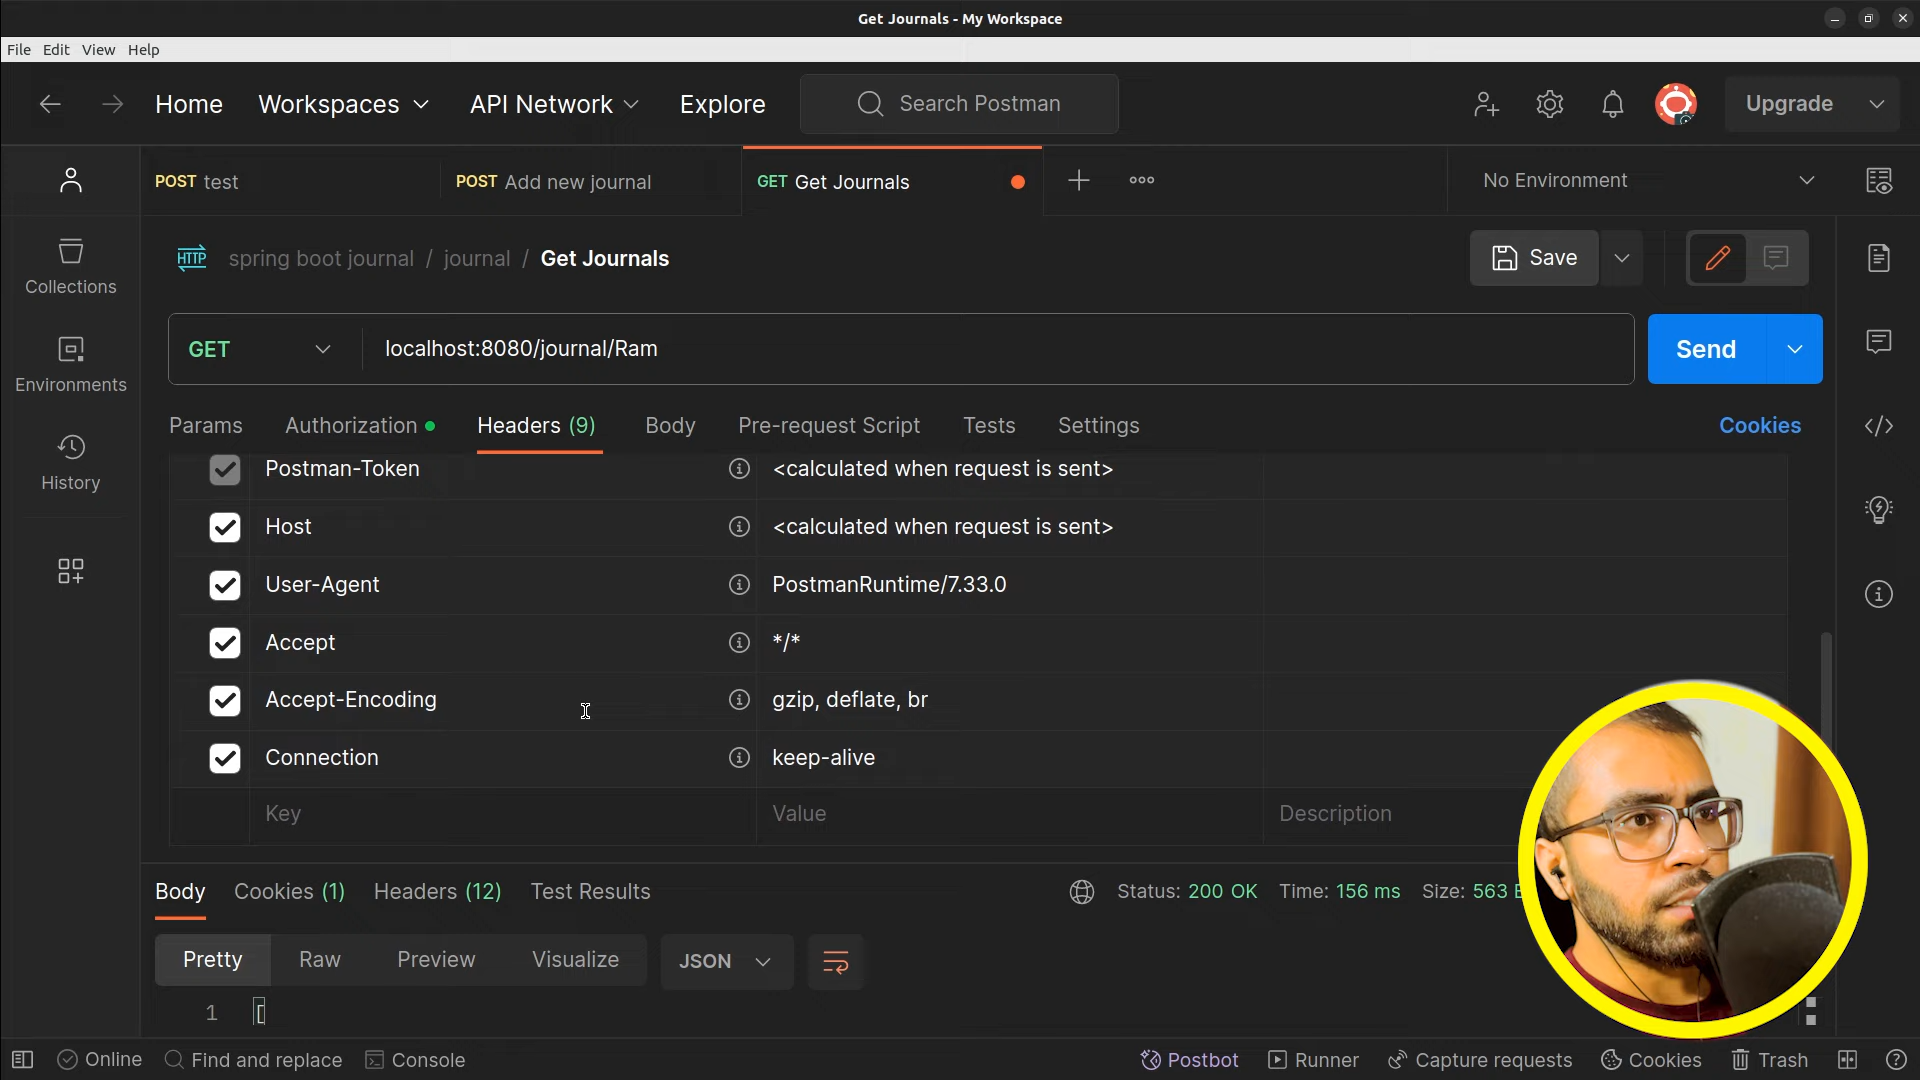 Get Journals - My Workspace
File Edit View Help
Home Workspaces API Network Explore Search Postman Upgrade
POST test POST Add new journal GET Get Journals No Environment
HTTP spring boot journal / journal / Get Journals Save
Collections
Environments
History
GET localhost:8080/journal/Ram Send
Params Authorization Headers (9) Body Pre-request Script Tests Settings Cookies
Postman-Token <calculated when request is sent>
Host <calculated when request is sent>
User-Agent PostmanRuntime/7.33.0
Accept */*
Accept-Encoding gzip, deflate, br
Connection keep-alive
Key Value Description
Body Cookies (1) Headers (12) Test Results Status: 200 OK Time: 156 ms Size: 563
Pretty Raw Preview Visualize JSON
1 [
Online Find and replace Console Postbot Runner Capture requests Cookies Trash